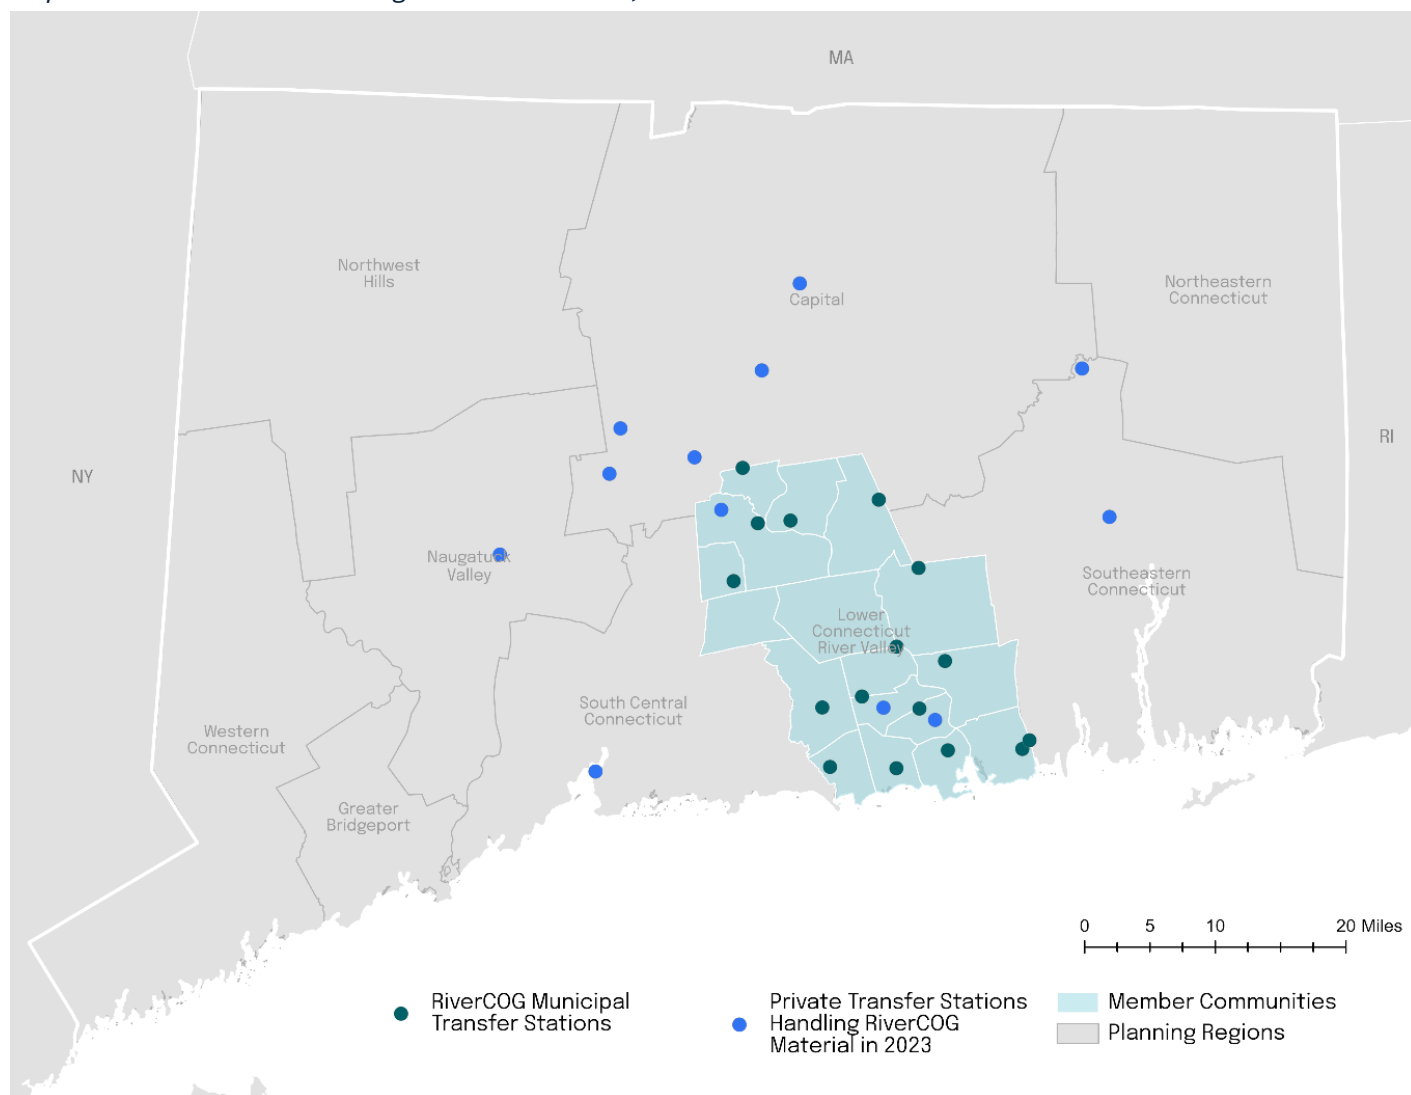 MA
Northwest
Hills
Capital
Northeastern
Connecticut
RI
NY
Naugatuck
Valley
Southeastern
Connecticut
Lower
Connecticut
River Valley
South Central
Connecticut
Western
Connecticut
Greater
Bridgeport
0 5 10 20 Miles
RiverCOG Municipal
Transfer Stations
Private Transfer Stations
Handling RiverCOG
Material in 2023
Member Communities
Planning Regions